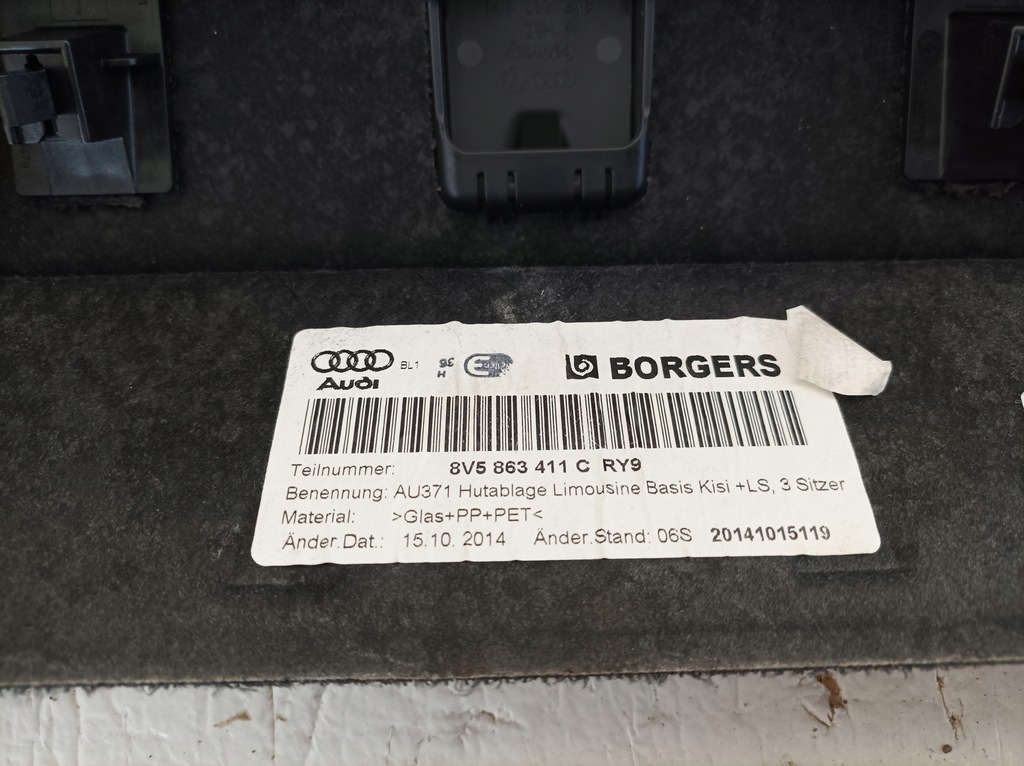 Audi
BL1
36
H
BORGERS
Teilnummer: 8V5 863 411 C RY9
Benennung: AU371 Hutablage Limousine Basis Kisi +LS, 3 Sitzer
Material: >Glas+PP+PET<
Änder.Dat.: 15.10. 2014 Änder.Stand: 06S 20141015119